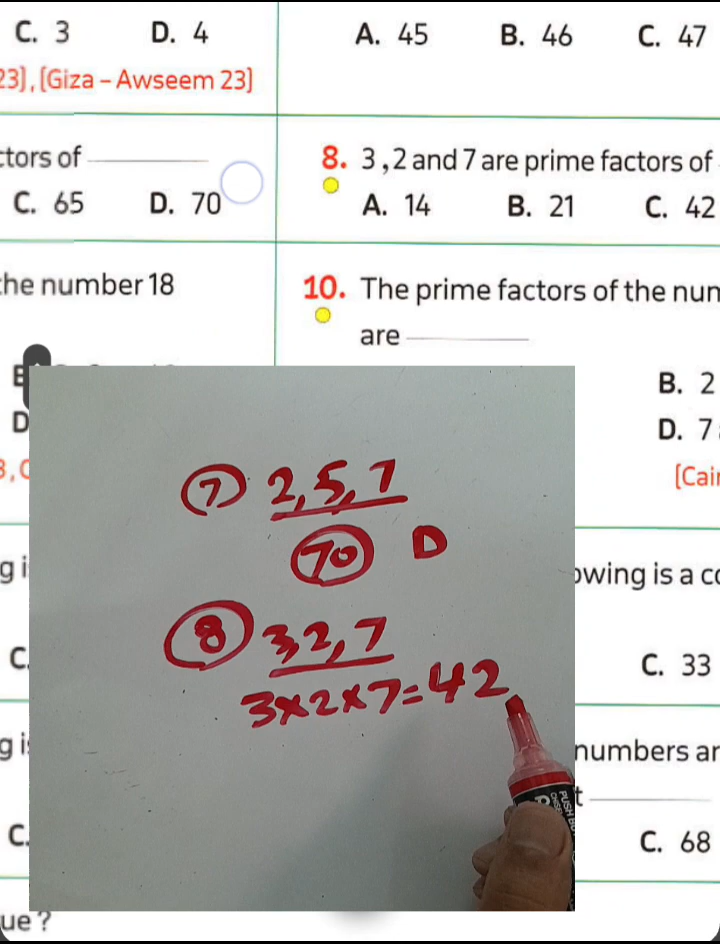 C. 3 D. 4
A. 45 B. 46 C. 47
23], [Giza – Awseem 23]
ctors of
8. 3 ,2 and 7 are prime factors of
C. 65 D. 70
A. 14 B. 21 C. 42
the number 18
10. The prime factors of the num
are
B. 2
D. 7
[Cair
7 2,5,7
70 D
8 3,2,7
3×2×7=42
g i
owing is a co
C.
C. 33
g i
numbers ar
t
C.
C. 68
ue ?
PUSH